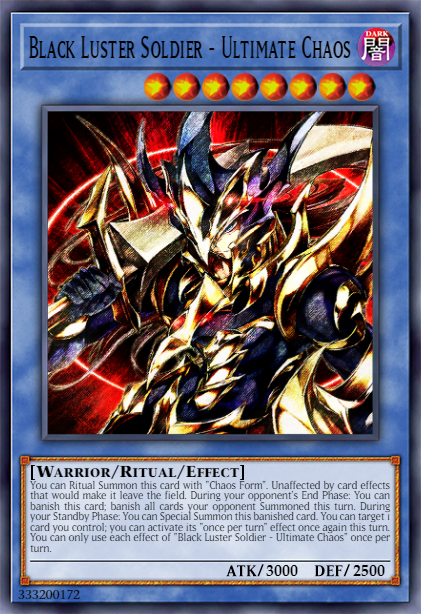 Black Luster Soldier - Ultimate Chaos
DARK
闇
[Warrior/Ritual/Effect]
You can Ritual Summon this card with "Chaos Form". Unaffected by card effects
that would make it leave the field. During your opponent's End Phase: You can
banish this card; banish all cards your opponent Summoned this turn. During
your Standby Phase: You can Special Summon this banished card. You can target i
card you control; you can activate its "once per turn" effect once again this turn.
You can only use each effect of "Black Luster Soldier - Ultimate Chaos" once per
turn.
ATK/3000 DEF/2500
333200172